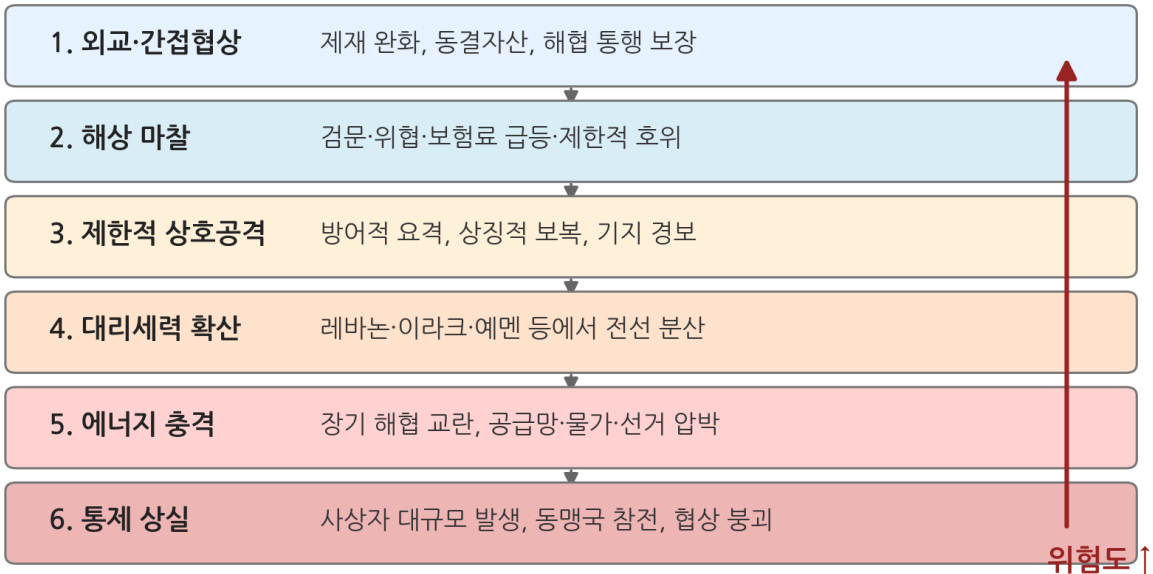 1. 외교·간접협상 제재 완화, 동결자산, 해협 통행 보장
2. 해상 마찰 검문·위협·보험료 급등·제한적 호위
3. 제한적 상호공격 방어적 요격, 상징적 보복, 기지 경보
4. 대리세력 확산 레바논·이라크·예멘 등에서 전선 분산
5. 에너지 충격 장기 해협 교란, 공급망·물가·선거 압박
6. 통제 상실 사상자 대규모 발생, 동맹국 참전, 협상 붕괴
위험도 ↑